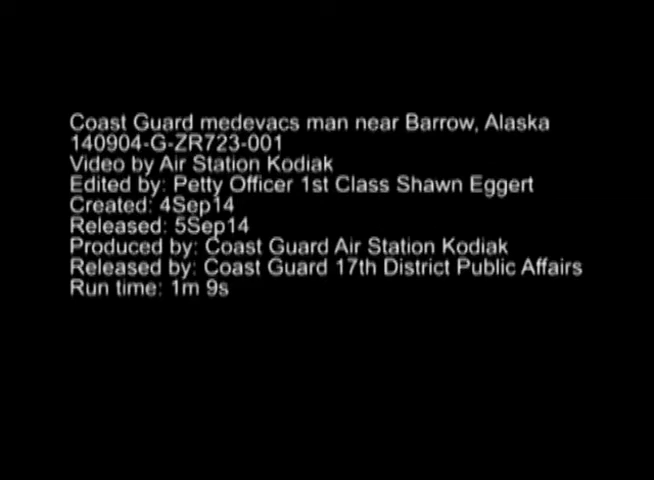 Coast Guard medevacs man near Barrow, Alaska
140904-G-ZR723-001
Video by Air Station Kodiak
Edited by: Petty Officer 1st Class Shawn Eggert
Created: 4Sep14
Released: 5Sep14
Produced by: Coast Guard Air Station Kodiak
Released by: Coast Guard 17th District Public Affairs
Run time: 1m 9s